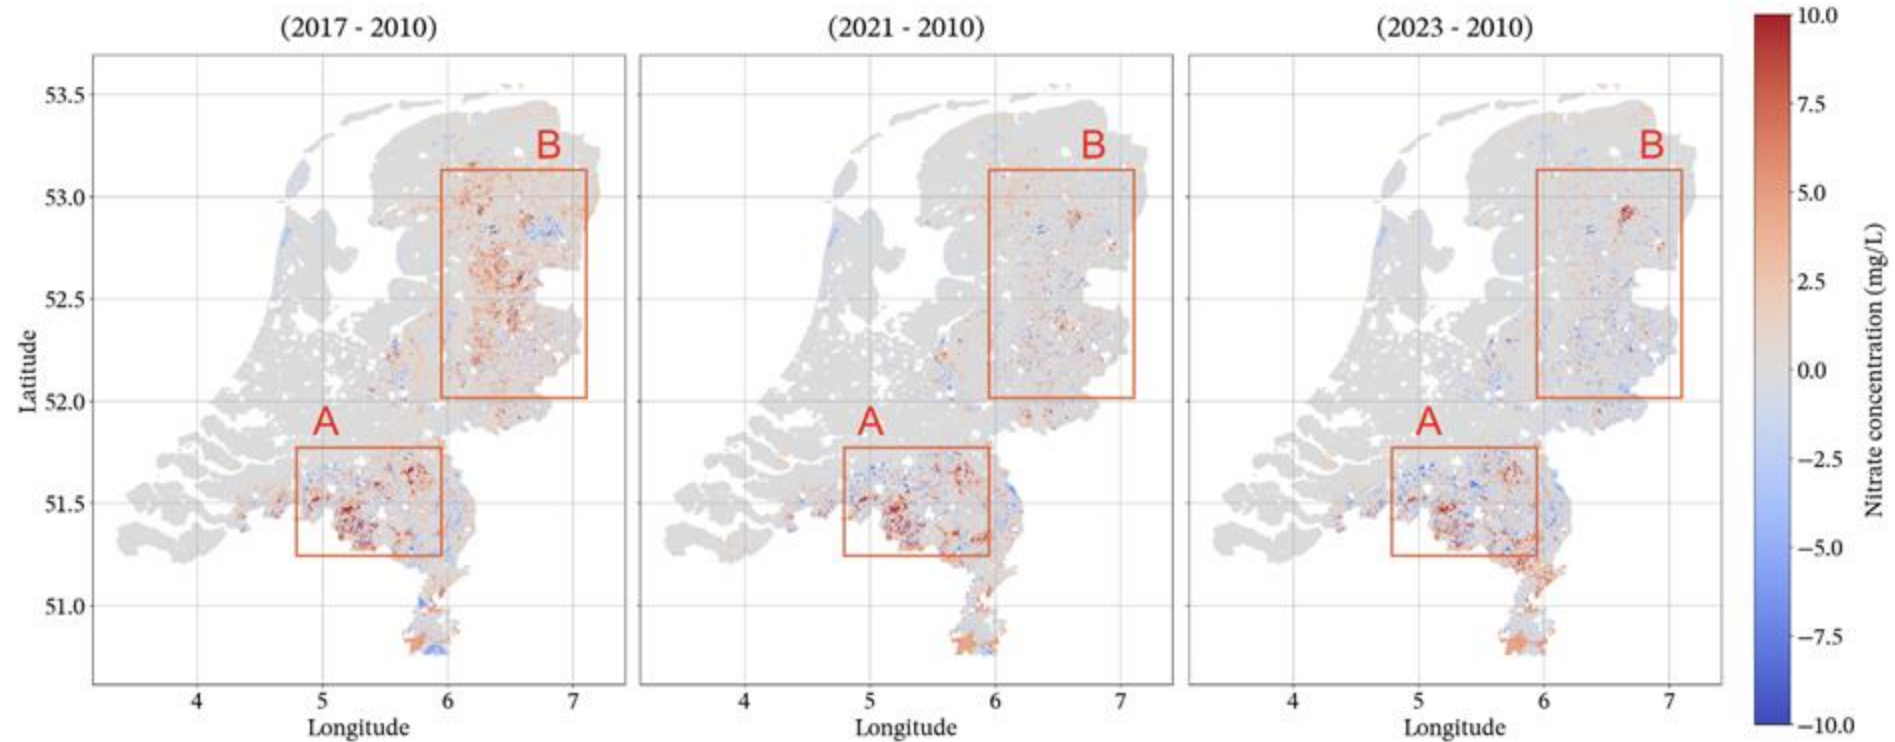 (2017 - 2010)
(2021 - 2010)
(2023 - 2010)
10.0
7.5
5.0
2.5
0.0
−2.5
−5.0
−7.5
−10.0
Nitrate concentration (mg/L)
Latitude
53.5
53.0
52.5
52.0
51.5
51.0
B
A
B
A
B
A
4 5 6 7
4 5 6 7
4 5 6 7
Longitude
Longitude
Longitude